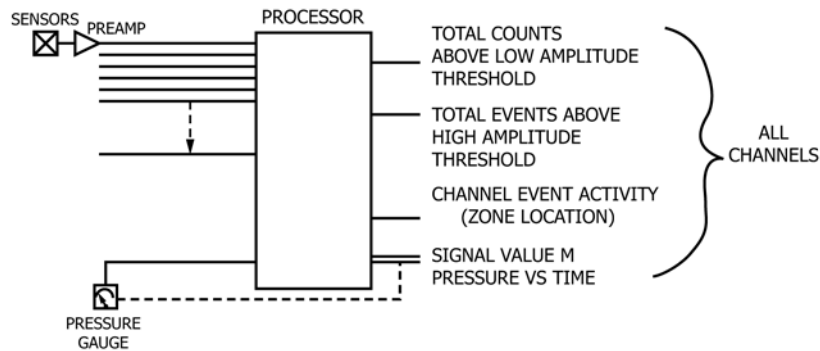 SENSORS
PREAMP
PROCESSOR
TOTAL COUNTS
ABOVE LOW AMPLITUDE
THRESHOLD
TOTAL EVENTS ABOVE
HIGH AMPLITUDE
THRESHOLD
CHANNEL EVENT ACTIVITY
(ZONE LOCATION)
SIGNAL VALUE M
PRESSURE VS TIME
ALL
CHANNELS
PRESSURE
GAUGE